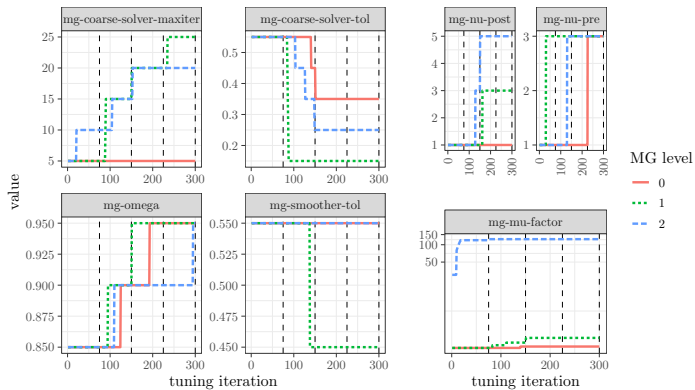 mg-coarse-solver-maxiter
mg-coarse-solver-tol
mg-nu-post
mg-nu-pre
25
20
15
10
5
0.5
0.4
0.3
0.2
5
4
3
2
1
3
2
1
0 100 200 300
0 100 200 300
0 100 200 300
0 100 200 300
value
MG level
0
1
2
mg-omega
mg-smoother-tol
mg-mu-factor
0.950
0.925
0.900
0.875
0.850
0.550
0.525
0.500
0.475
0.450
150
100
50
0 100 200 300
0 100 200 300
0 100 200 300
tuning iteration
tuning iteration